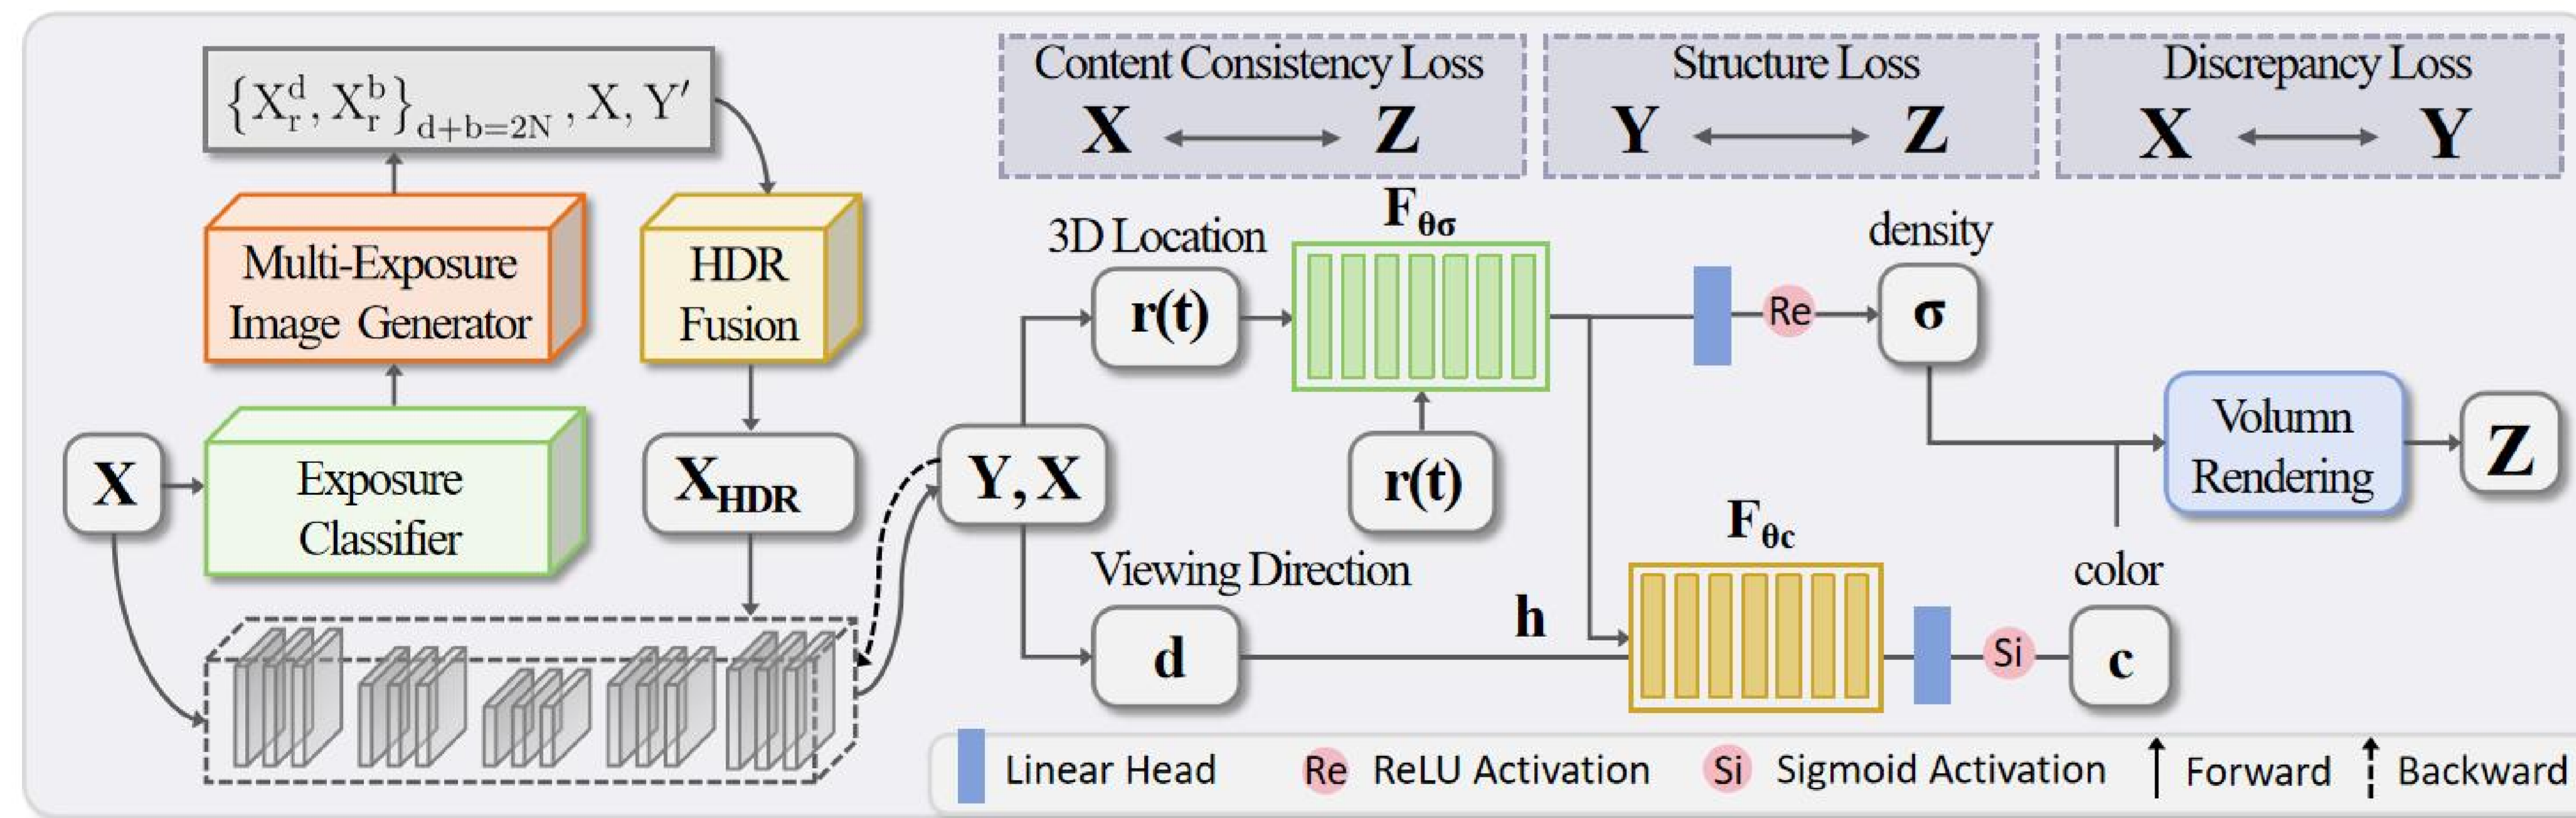 {X_r^d, X_r^b}_{d+b=2N}, X, Y′
Multi-Exposure
Image Generator
HDR
Fusion
X
Exposure
Classifier
X_HDR
Content Consistency Loss
X Z
Structure Loss
Y Z
Discrepancy Loss
X Y
Y, X
3D Location
r(t)
F_θσ
r(t)
density
Re
σ
Viewing Direction
d
h
F_θc
Si
color
c
Volumn
Rendering
Z
Linear Head
Re ReLU Activation
Si Sigmoid Activation
Forward
Backward